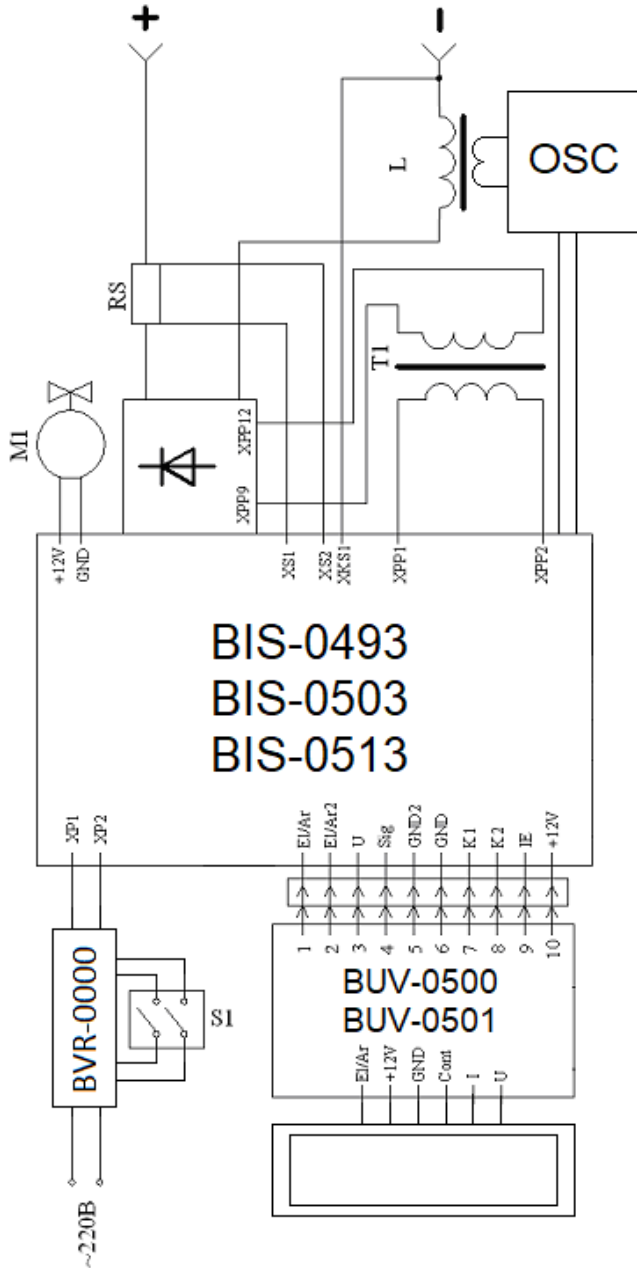 +
-
OSC
L
RS
T1
M1
XPP12
XPP9
+12V
GND
XS1
XS2
XKS1
XPP1
XPP2
BIS-0493
BIS-0503
BIS-0513
XP1
XP2
El/Ar
El/Ar2
U
Sig
GND2
GND
K1
K2
IE
+12V
1
2
3
4
5
6
7
8
9
10
BVR-0000
S1
BUV-0500
BUV-0501
El/Ar
+12V
GND
Cont
I
U
~220В